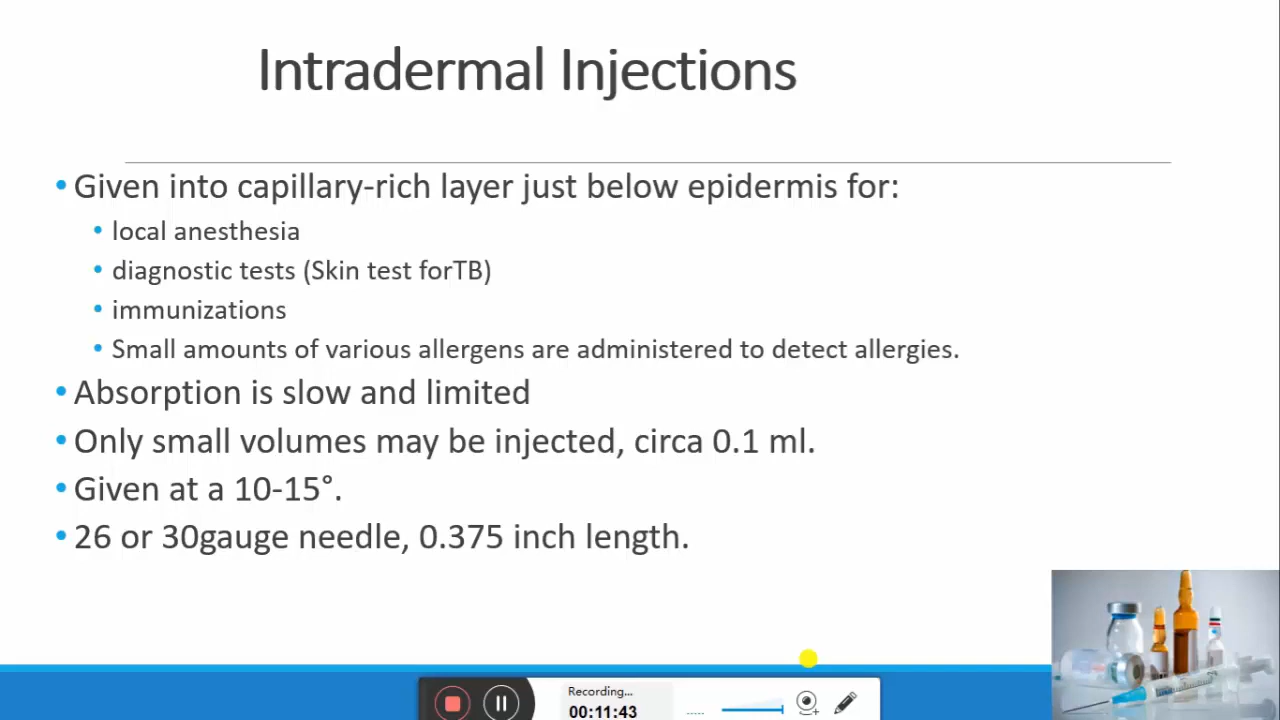 Intradermal Injections
• Given into capillary-rich layer just below epidermis for:
• local anesthesia
• diagnostic tests (Skin test forTB)
• immunizations
• Small amounts of various allergens are administered to detect allergies.
• Absorption is slow and limited
• Only small volumes may be injected, circa 0.1 ml.
• Given at a 10-15°.
• 26 or 30gauge needle, 0.375 inch length.
Recording...
00:11:43